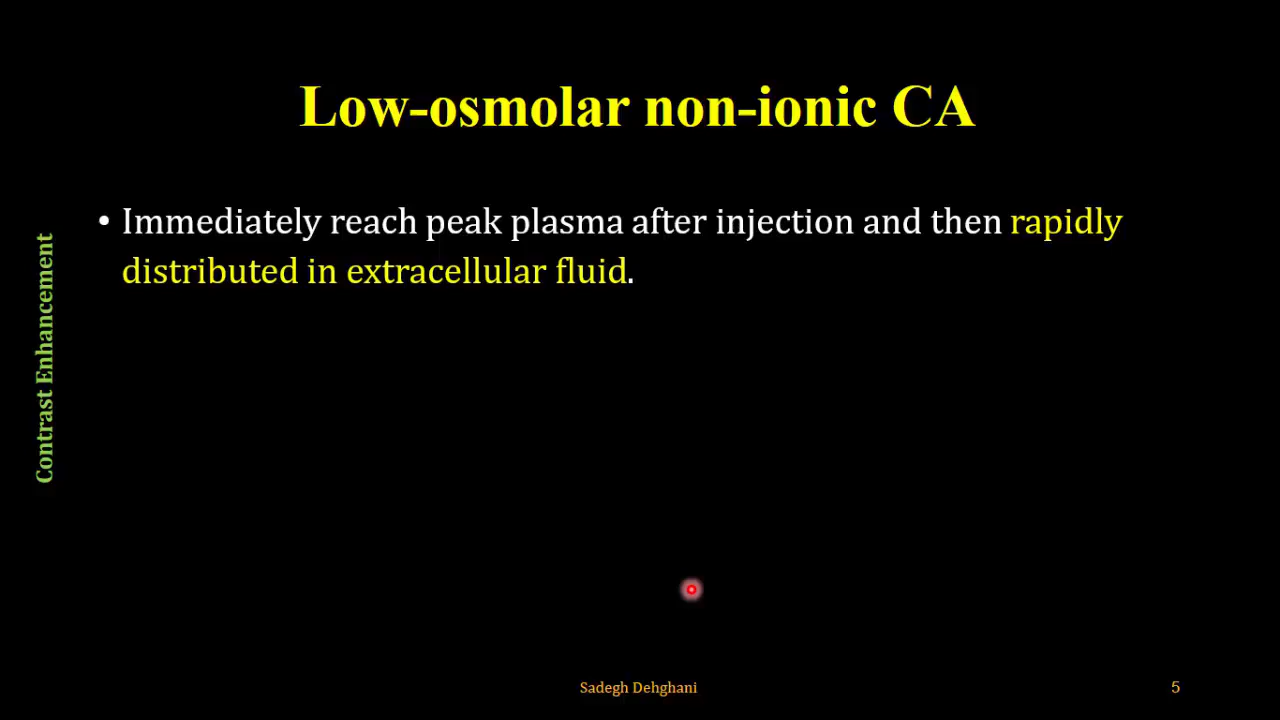 Low-osmolar non-ionic CA
• Immediately reach peak plasma after injection and then rapidly
distributed in extracellular fluid.
Contrast Enhancement
Sadegh Dehghani
5